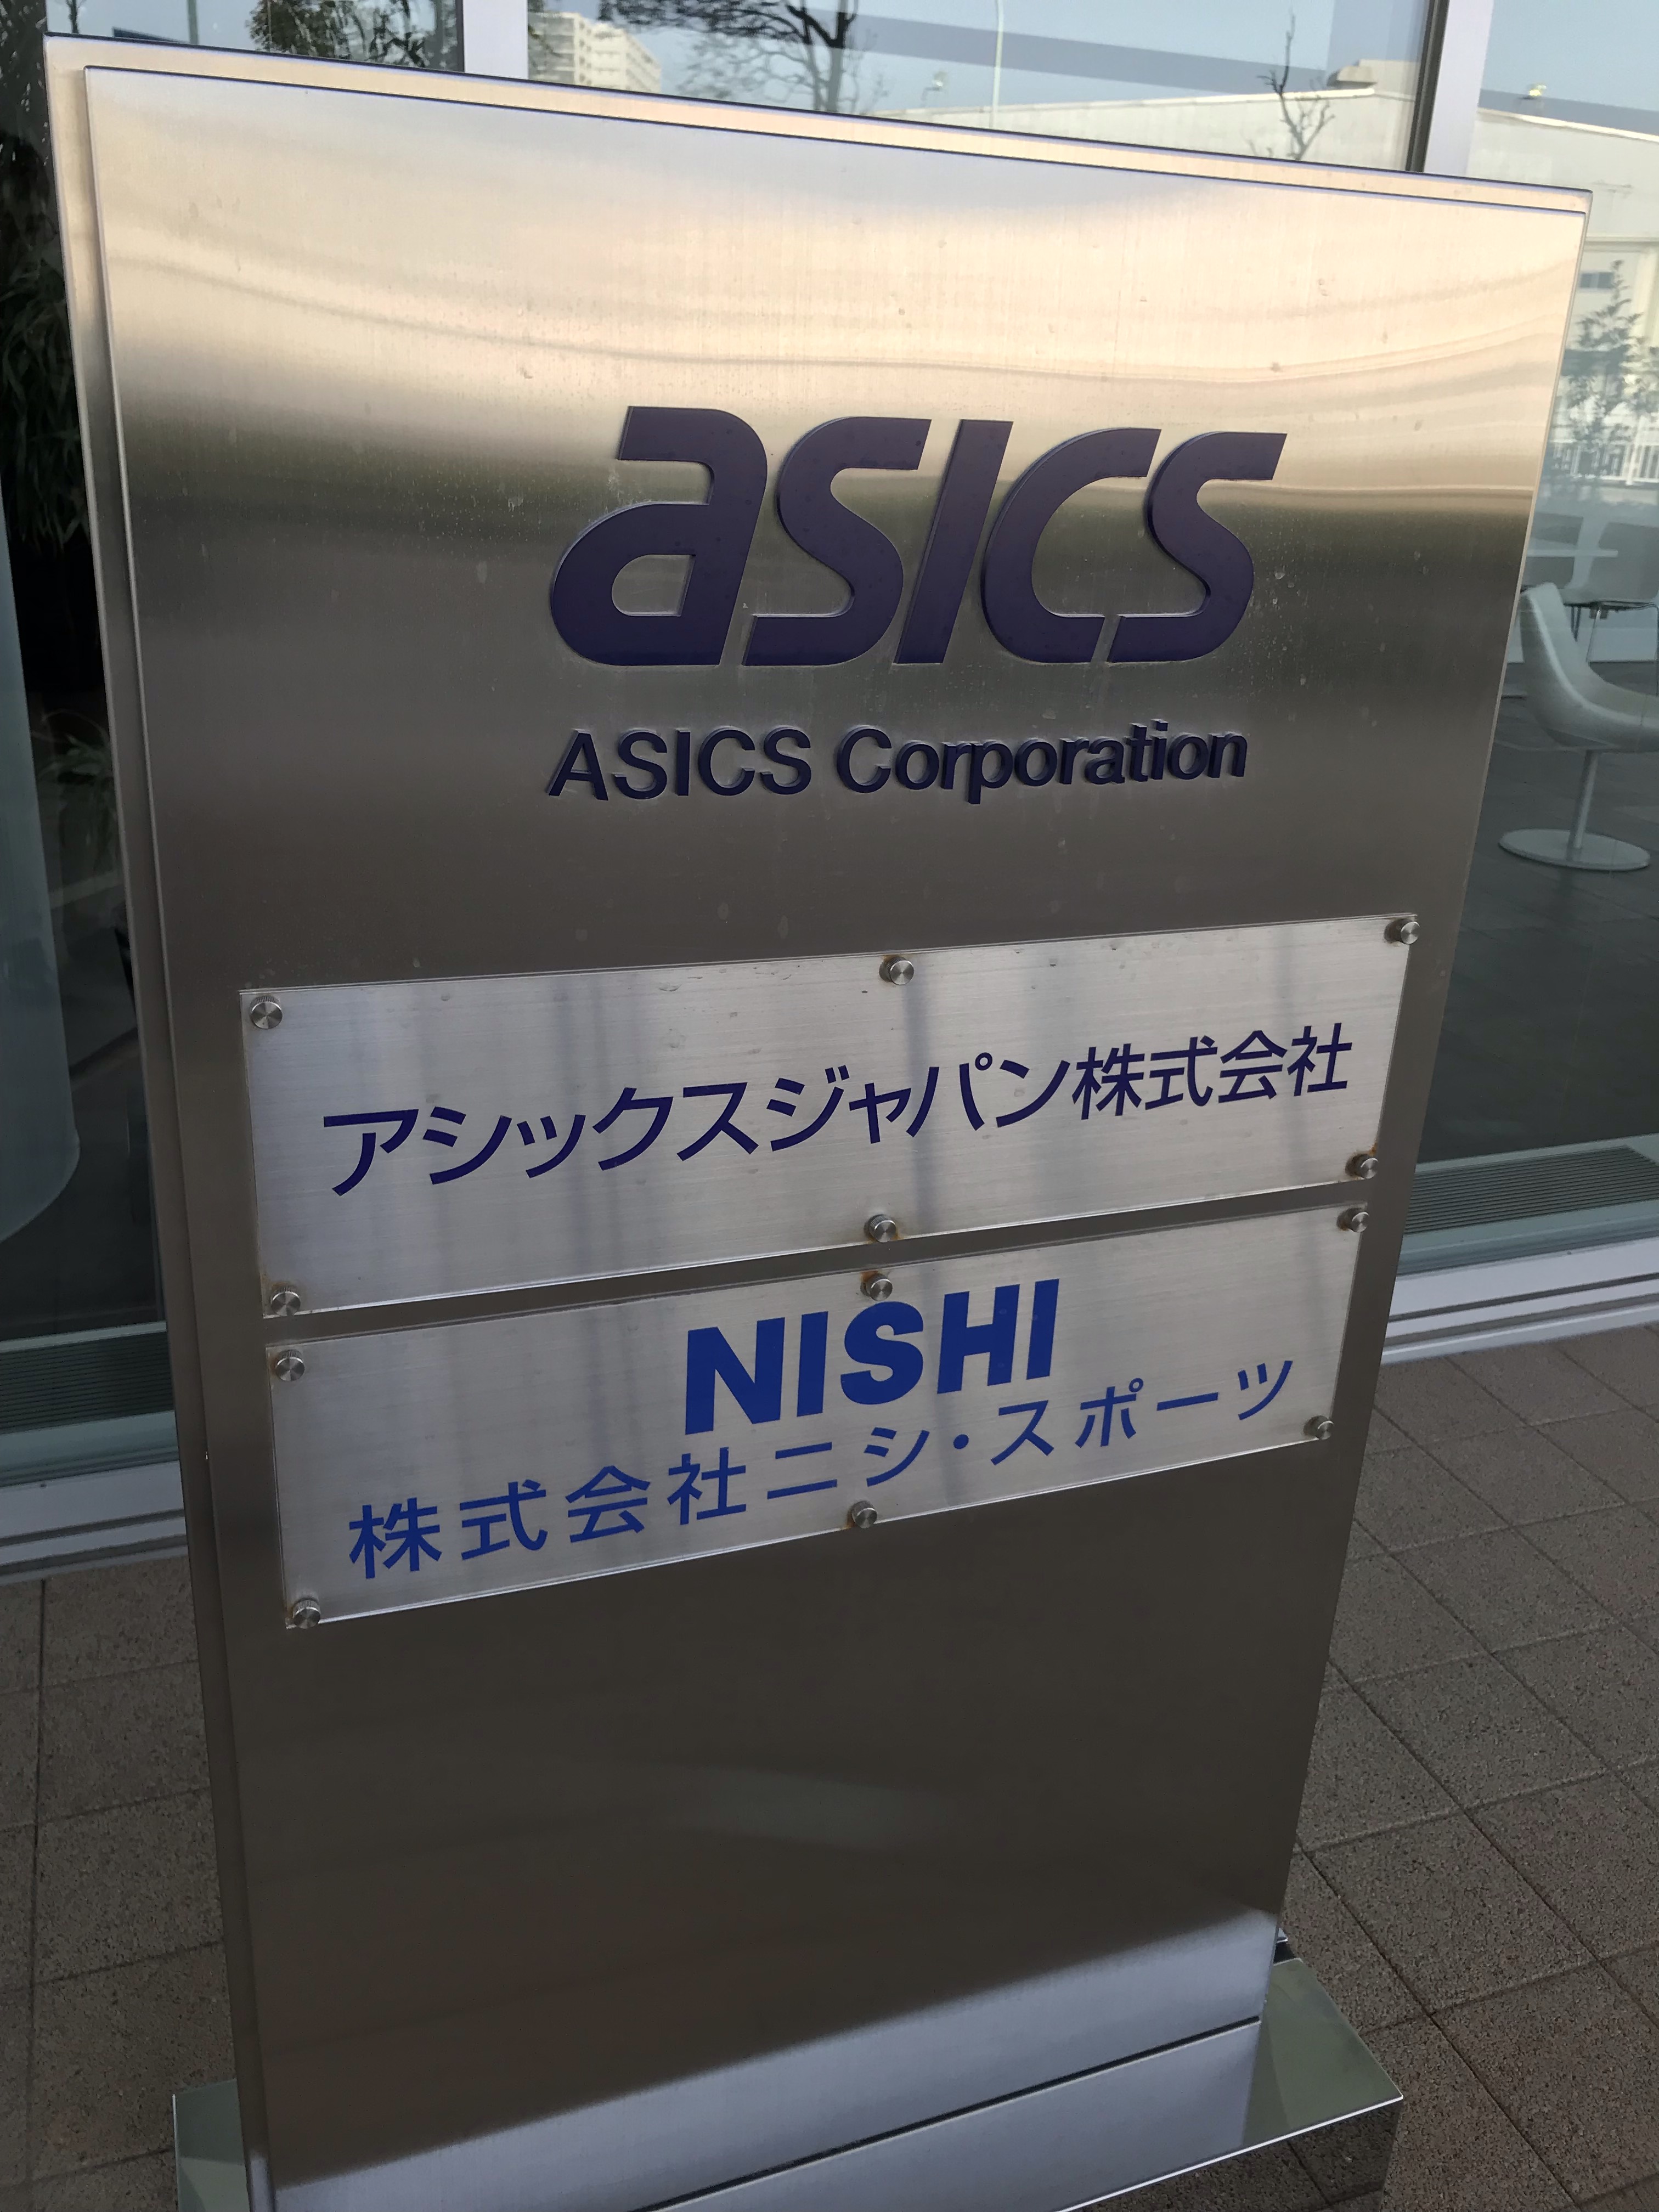 asics
ASICS Corporation
アシックスジャパン株式会社
NISHI
株式会社ニシ・スポーツ